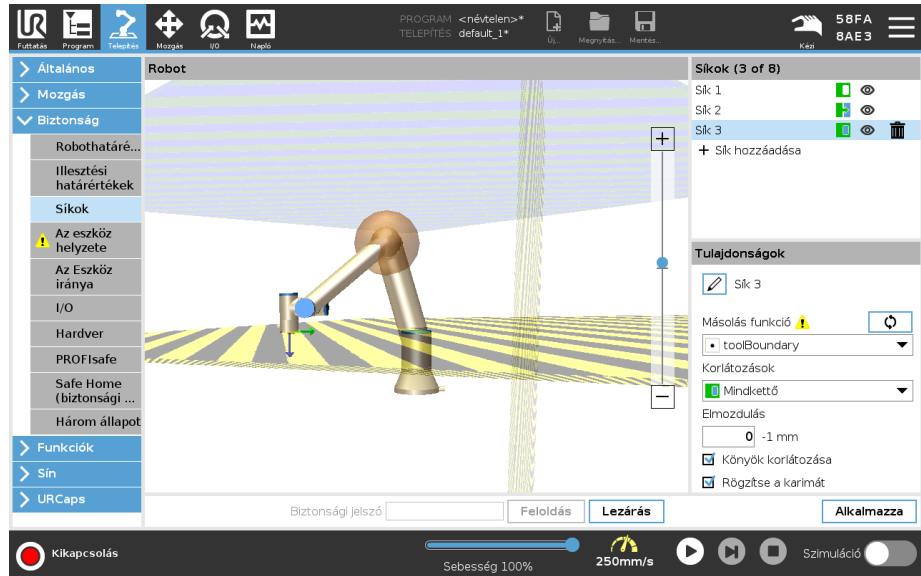 PROGRAM <névtelen>*
TELEPÍTÉS default_1*
Futtatás Program Telepítés Mozgás I/O Napló
Új... Megnyitás... Mentés...
Kézi
58FA
8AE3
Általános
Mozgás
Biztonság
Robothatáré...
Illesztési
határértékek
Síkok
Az eszköz
helyzete
Az Eszköz
iránya
I/O
Hardver
PROFIsafe
Safe Home
(biztonsági ...
Három állapot
Funkciók
Sín
URCaps
Robot
Síkok (3 of 8)
Sík 1
Sík 2
Sík 3
+ Sík hozzáadása
Tulajdonságok
Sík 3
Másolás funkció
toolBoundary
Korlátozások
Mindkettő
Elmozdulás
0 -1 mm
Könyök korlátozása
Rögzítse a karimát
Biztonsági jelszó Feloldás Lezárás Alkalmazza
Kikapcsolás
Sebesség 100%
250mm/s
Szimuláció